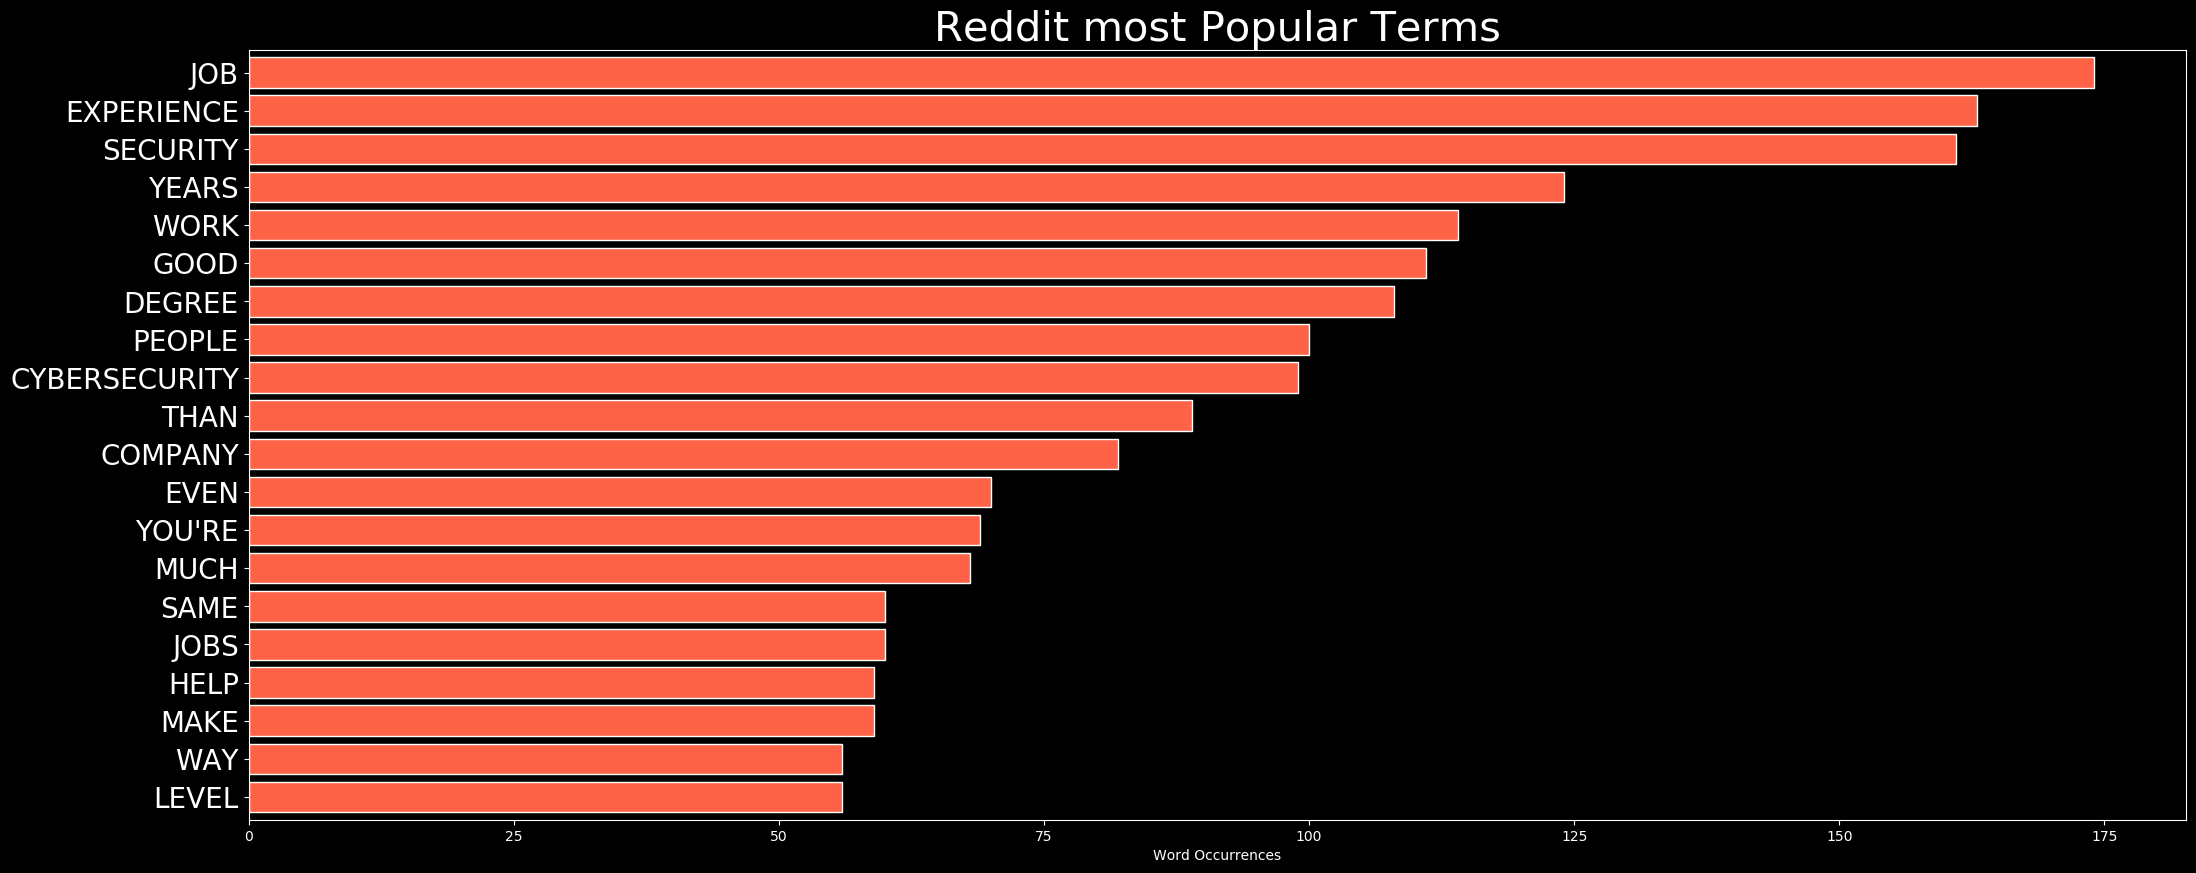 Reddit most Popular Terms
JOB
EXPERIENCE
SECURITY
YEARS
WORK
GOOD
DEGREE
PEOPLE
CYBERSECURITY
THAN
COMPANY
EVEN
YOU'RE
MUCH
SAME
JOBS
HELP
MAKE
WAY
LEVEL
0 25 50 75 100 125 150 175
Word Occurrences